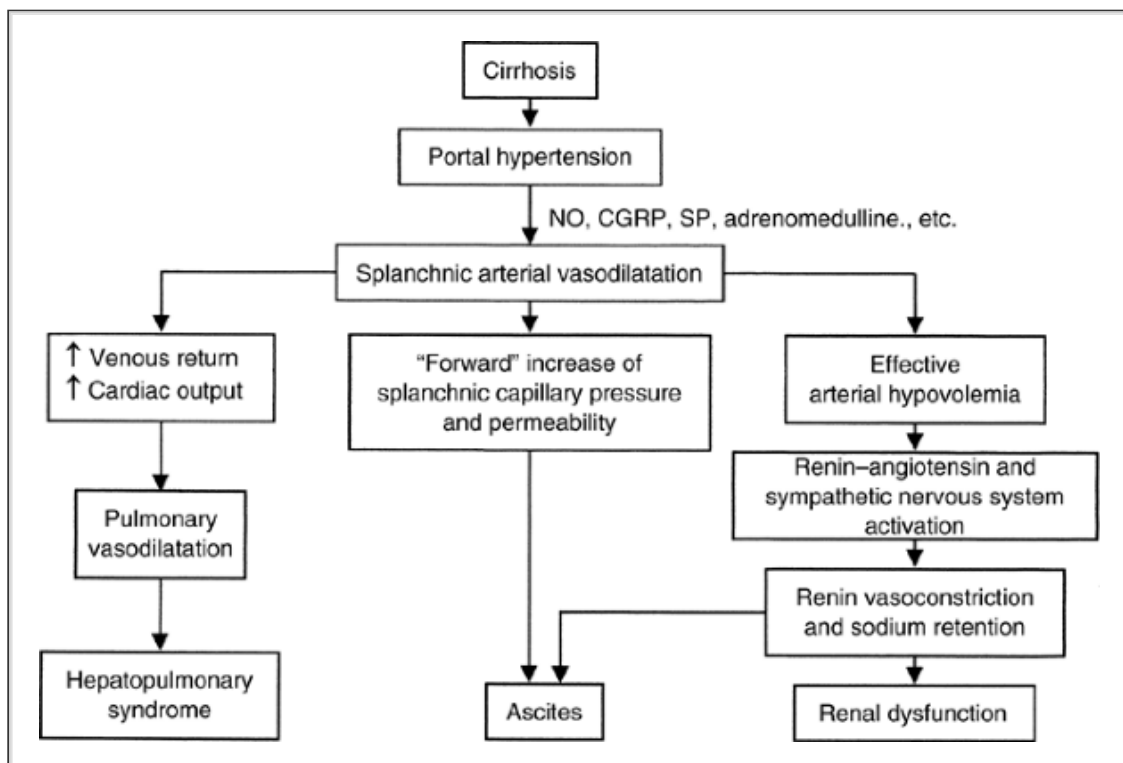 Cirrhosis
Portal hypertension
NO, CGRP, SP, adrenomedulline., etc.
Splanchnic arterial vasodilatation
↑ Venous return
↑ Cardiac output
"Forward" increase of
splanchnic capillary pressure
and permeability
Effective
arterial hypovolemia
Renin–angiotensin and
sympathetic nervous system
activation
Pulmonary
vasodilatation
Renin vasoconstriction
and sodium retention
Hepatopulmonary
syndrome
Ascites
Renal dysfunction